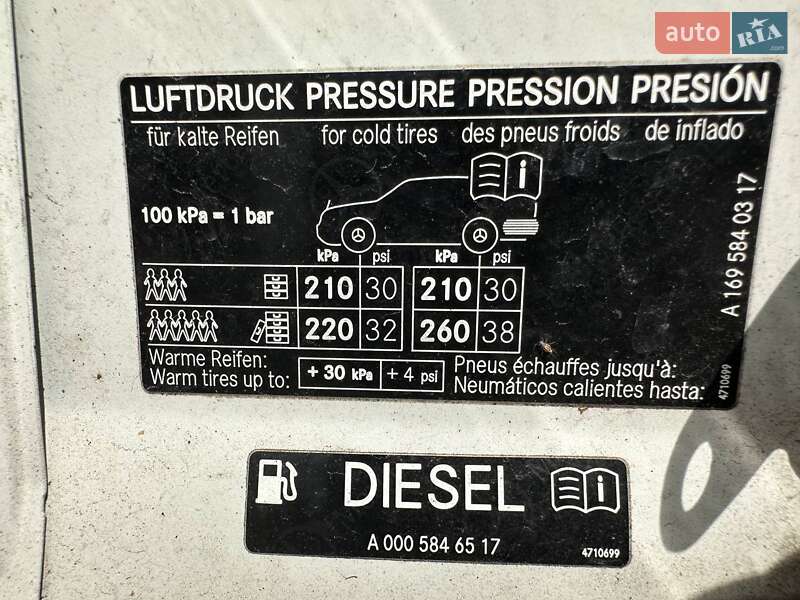 auto RIA .com
LUFTDRUCK PRESSURE PRESSION PRESIÓN
für kalte Reifen for cold tires des pneus froids de inflado
100 kPa = 1 bar
i
kPa psi kPa psi
210 30 210 30
220 32 260 38
Warme Reifen:
Warm tires up to:
+ 30 kPa + 4 psi
Pneus échauffes jusqu'à:
Neumáticos calientes hasta:
A 169 584 03 17
4710699
DIESEL i
A 000 584 65 17
4710699